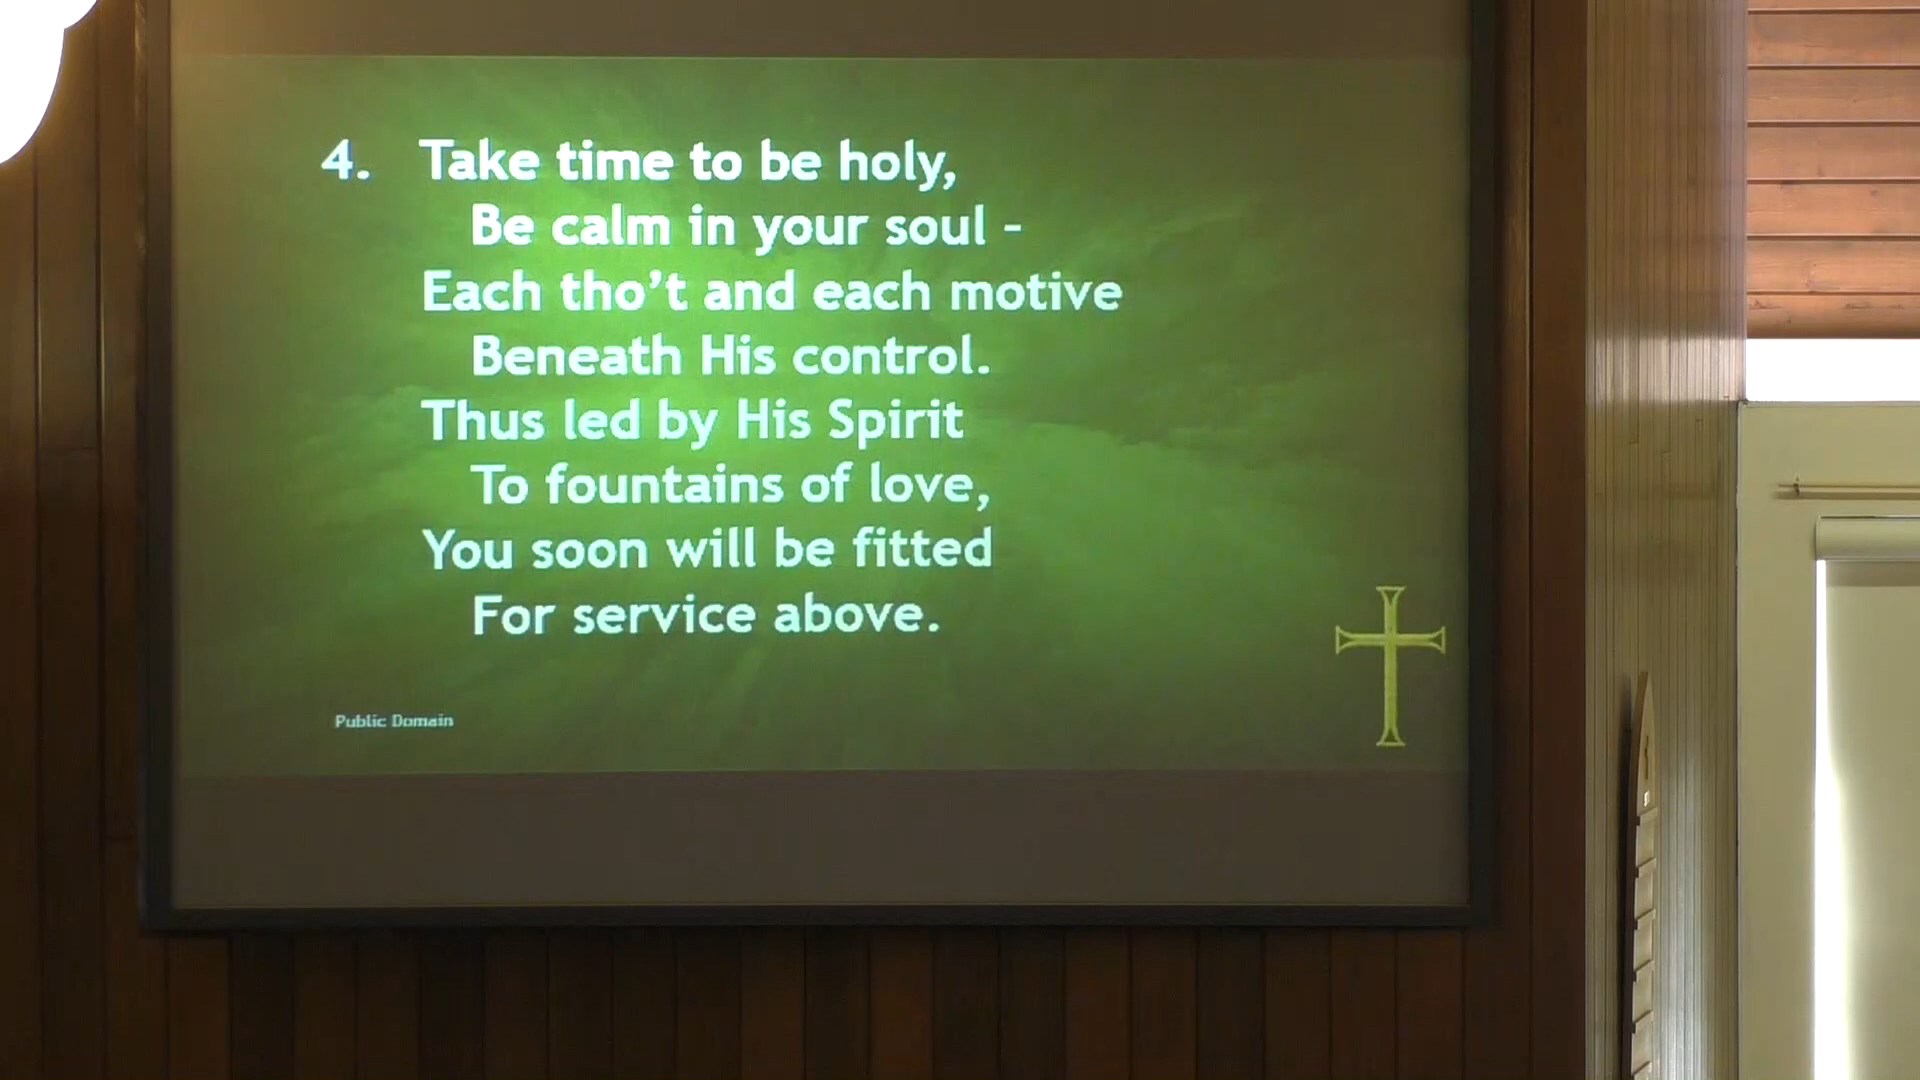 4. Take time to be holy,
Be calm in your soul -
Each tho't and each motive
Beneath His control.
Thus led by His Spirit
To fountains of love,
You soon will be fitted
For service above.
Public Domain